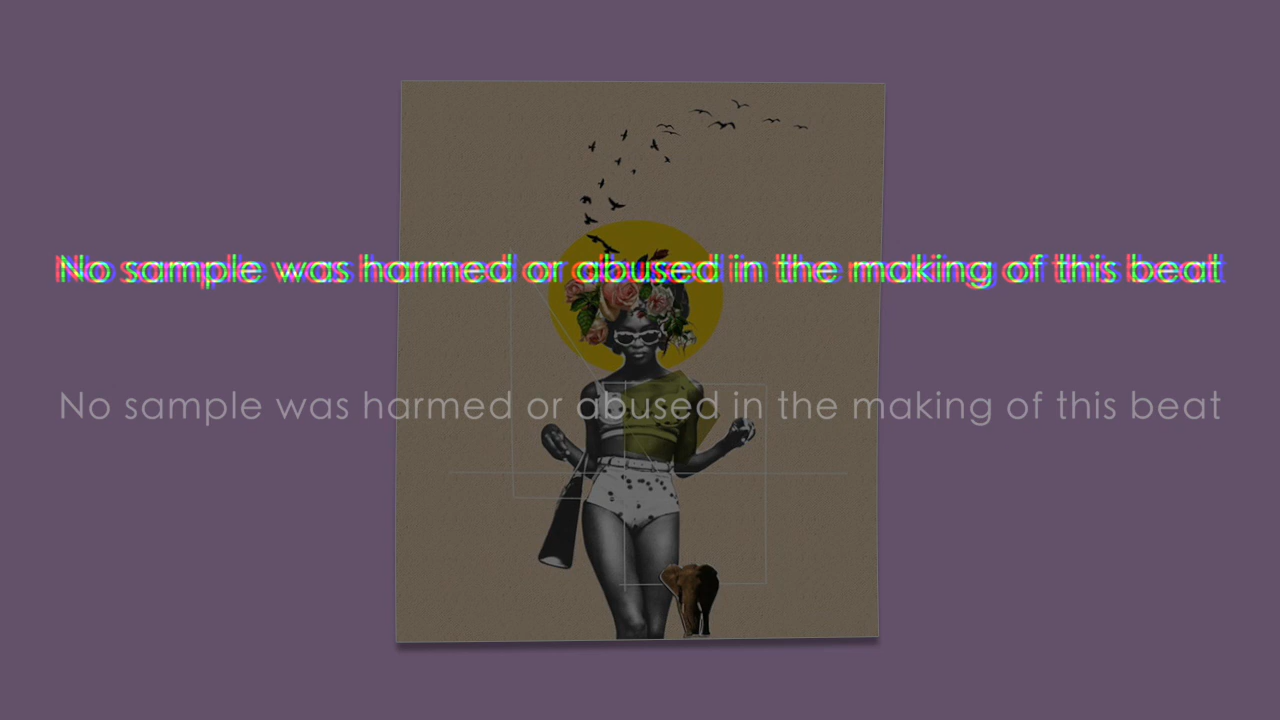 No sample was harmed or abused in the making of this beat
No sample was harmed or abused in the making of this beat